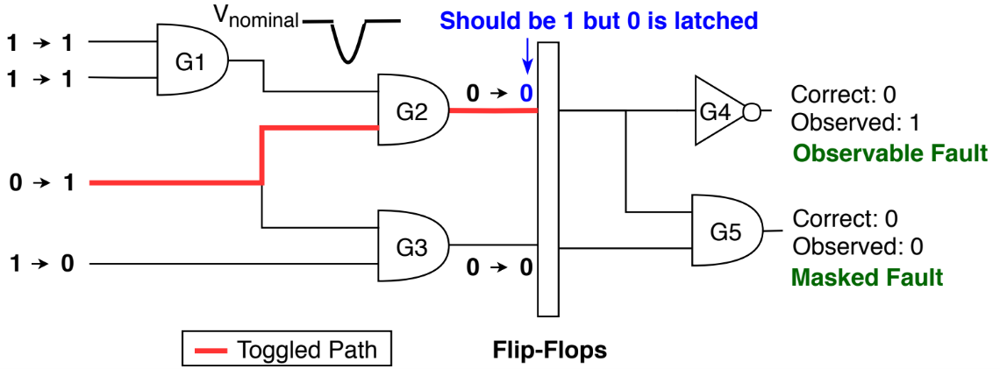 Vnominal
Should be 1 but 0 is latched
1 → 1
1 → 1
G1
0 → 0
G2
G4
Correct: 0
Observed: 1
Observable Fault
0 → 1
1 → 0
G3
0 → 0
G5
Correct: 0
Observed: 0
Masked Fault
Toggled Path
Flip-Flops